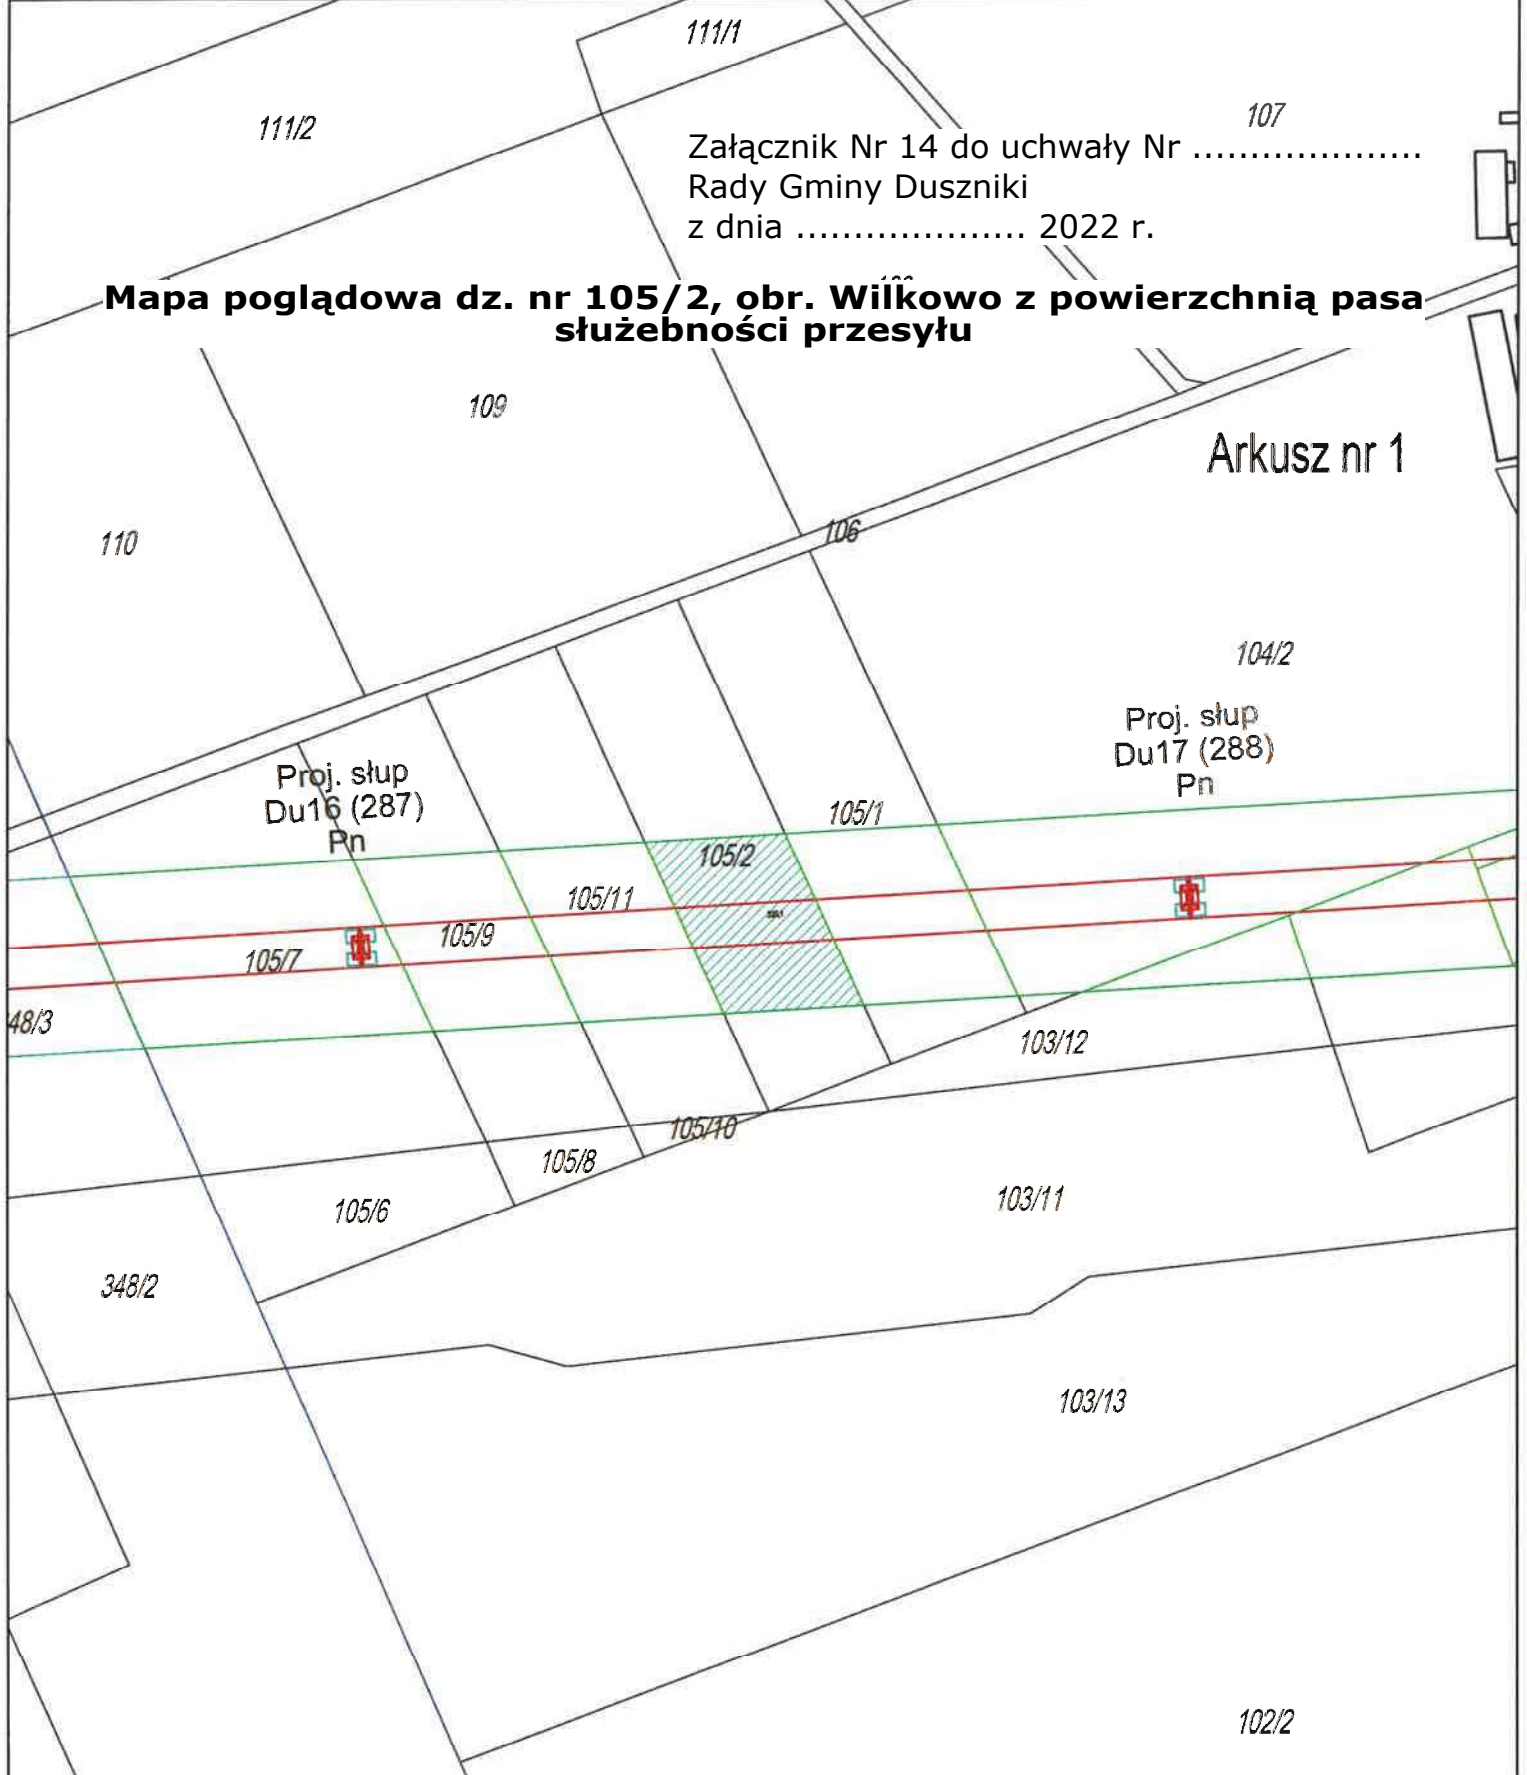 111/1
111/2
107
Załącznik Nr 14 do uchwały Nr ....................
Rady Gminy Duszniki
z dnia .................... 2022 r.
Mapa poglądowa dz. nr 105/2, obr. Wilkowo z powierzchnią pasa
służebności przesyłu
109
Arkusz nr 1
110
106
104/2
Proj. słup
Du17 (288)
Pn
Proj. słup
Du16 (287)
Pn
105/1
105/2
105/11
105/9
105/7
48/3
103/12
105/10
105/8
105/6
103/11
348/2
103/13
102/2